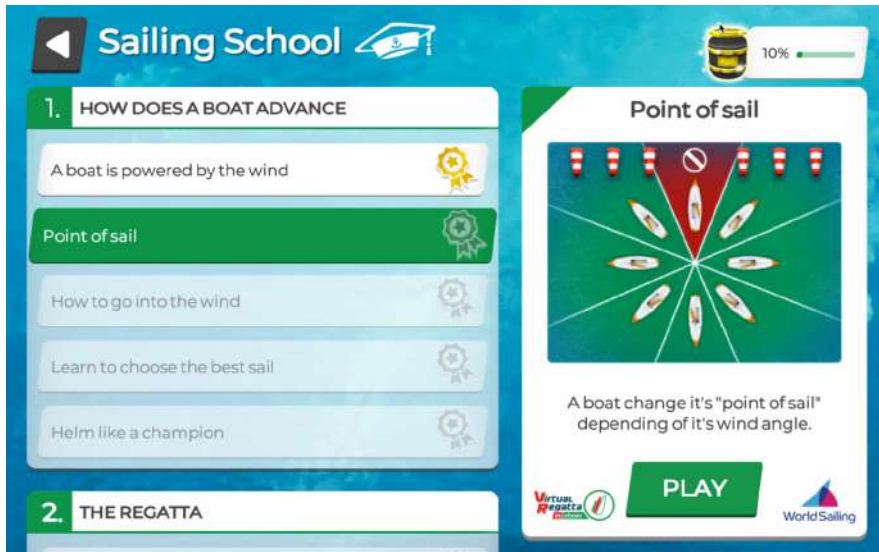 Sailing School
10%
1. HOW DOES A BOAT ADVANCE
A boat is powered by the wind
Point of sail
How to go into the wind
Learn to choose the best sail
Helm like a champion
2. THE REGATTA
Point of sail
A boat change it's "point of sail"
depending of it's wind angle.
PLAY
Virtual
Regatta
World Sailing